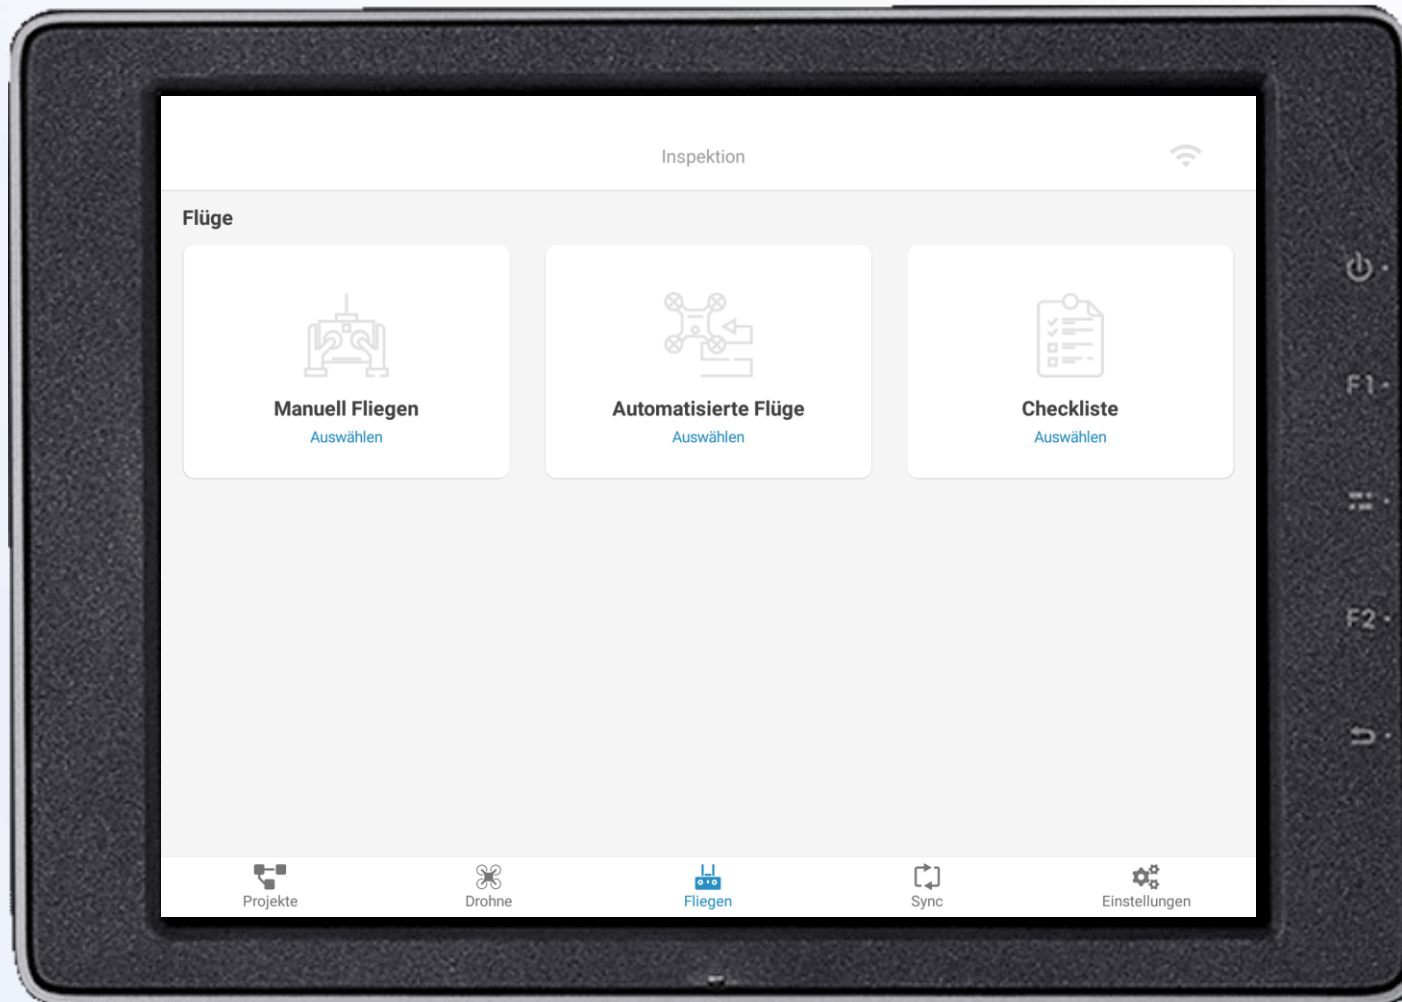 Inspektion
Flüge
Manuell Fliegen
Auswählen
Automatisierte Flüge
Auswählen
Checkliste
Auswählen
Projekte
Drohne
Fliegen
Sync
Einstellungen
F1
F2